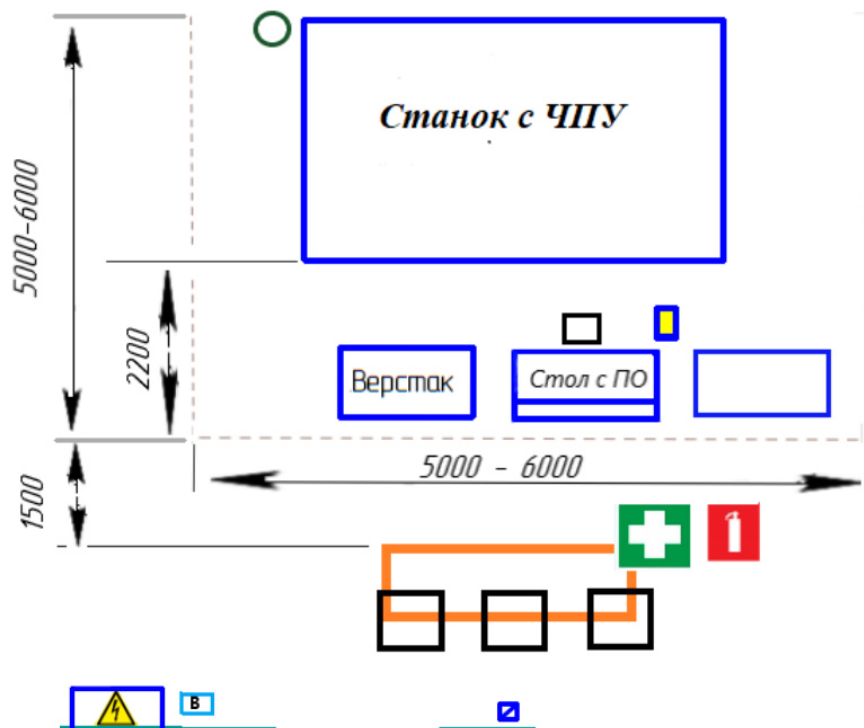 Станок с ЧПУ
5000-6000
2200
Верстак
Стол с ПО
5000 - 6000
1500
В